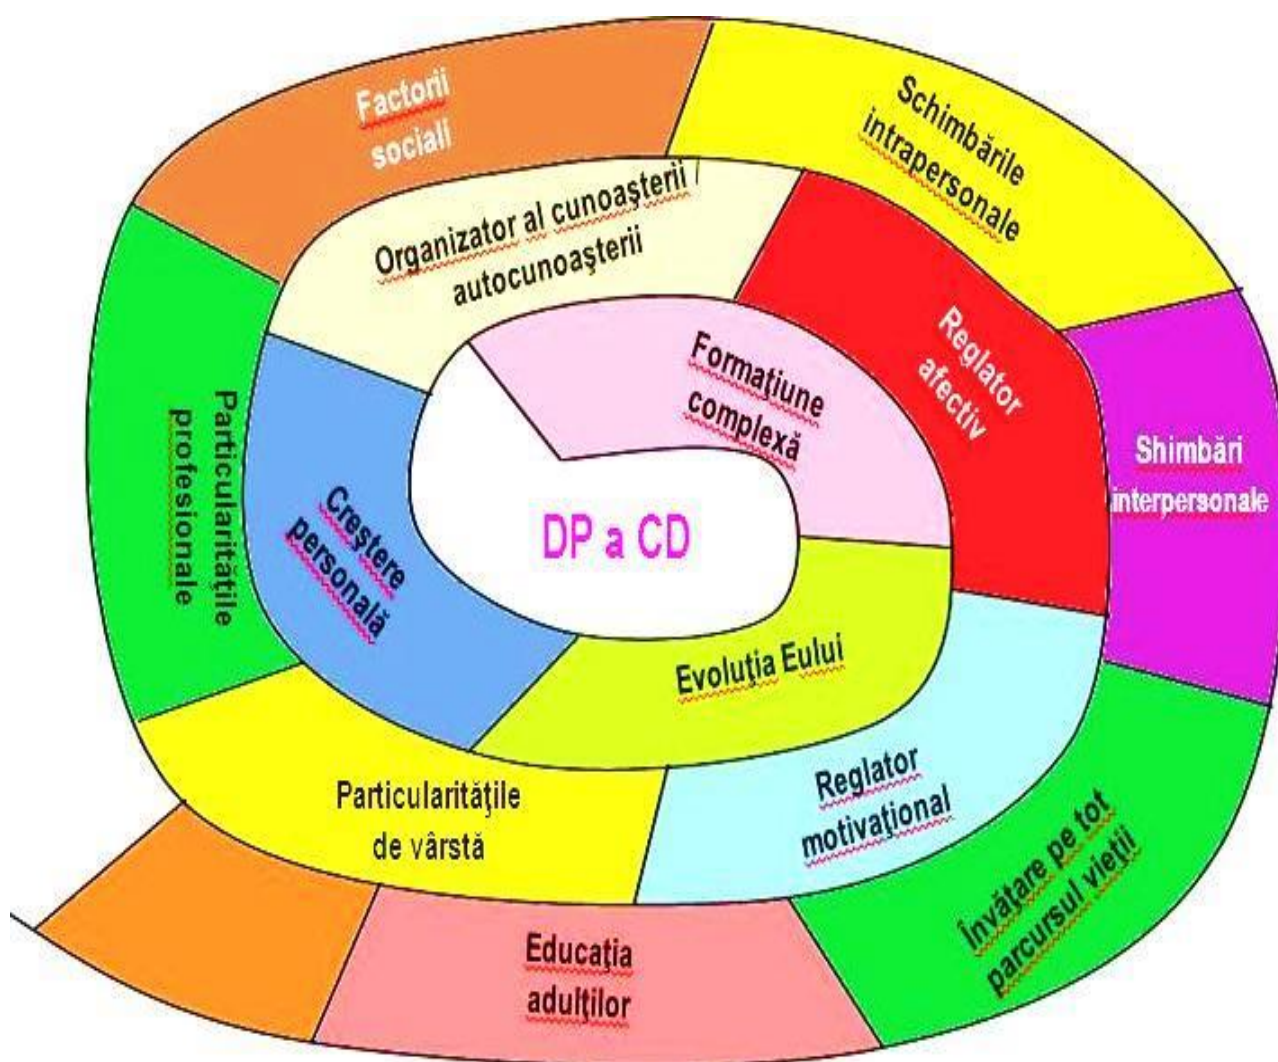 Factorii
sociali
Schimbările
intrapersonale
Organizator al cunoaşterii /
autocunoaşterii
Reglator
afectiv
Formaţiune
complexă
Shimbări
interpersonale
Particularităţile
profesionale
Creştere
personală
DP a CD
Evoluţia Eului
Particularităţile
de vârstă
Reglator
motivaţional
Învăţare pe tot
parcursul vieţii
Educaţia
adulţilor